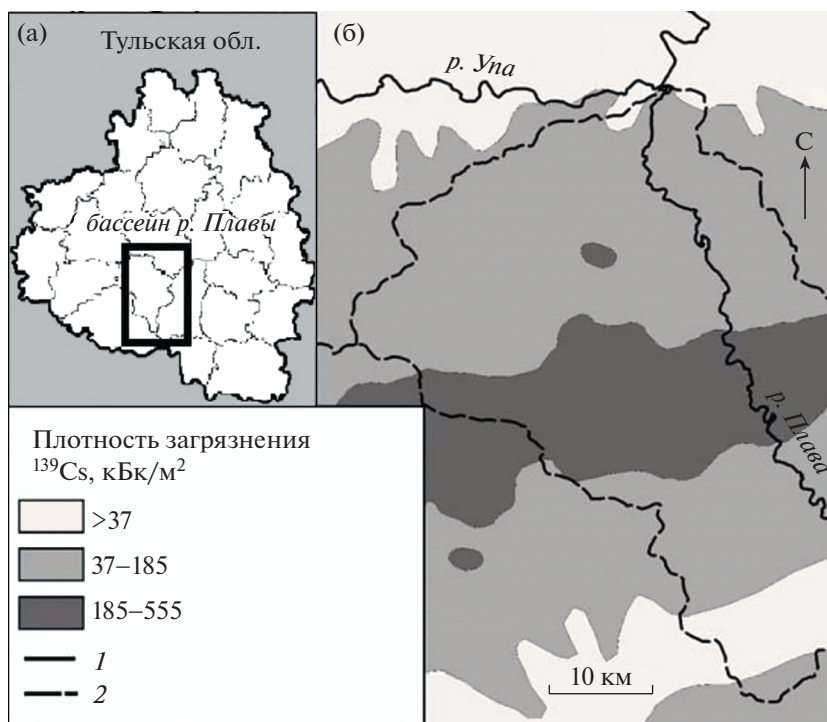 (а)
Тульская обл.
бассейн р. Плавы
(б)
р. Упа
С
р. Плава
10 км
Плотность загрязнения
¹³⁹Cs, кБк/м²
>37
37–185
185–555
1
2